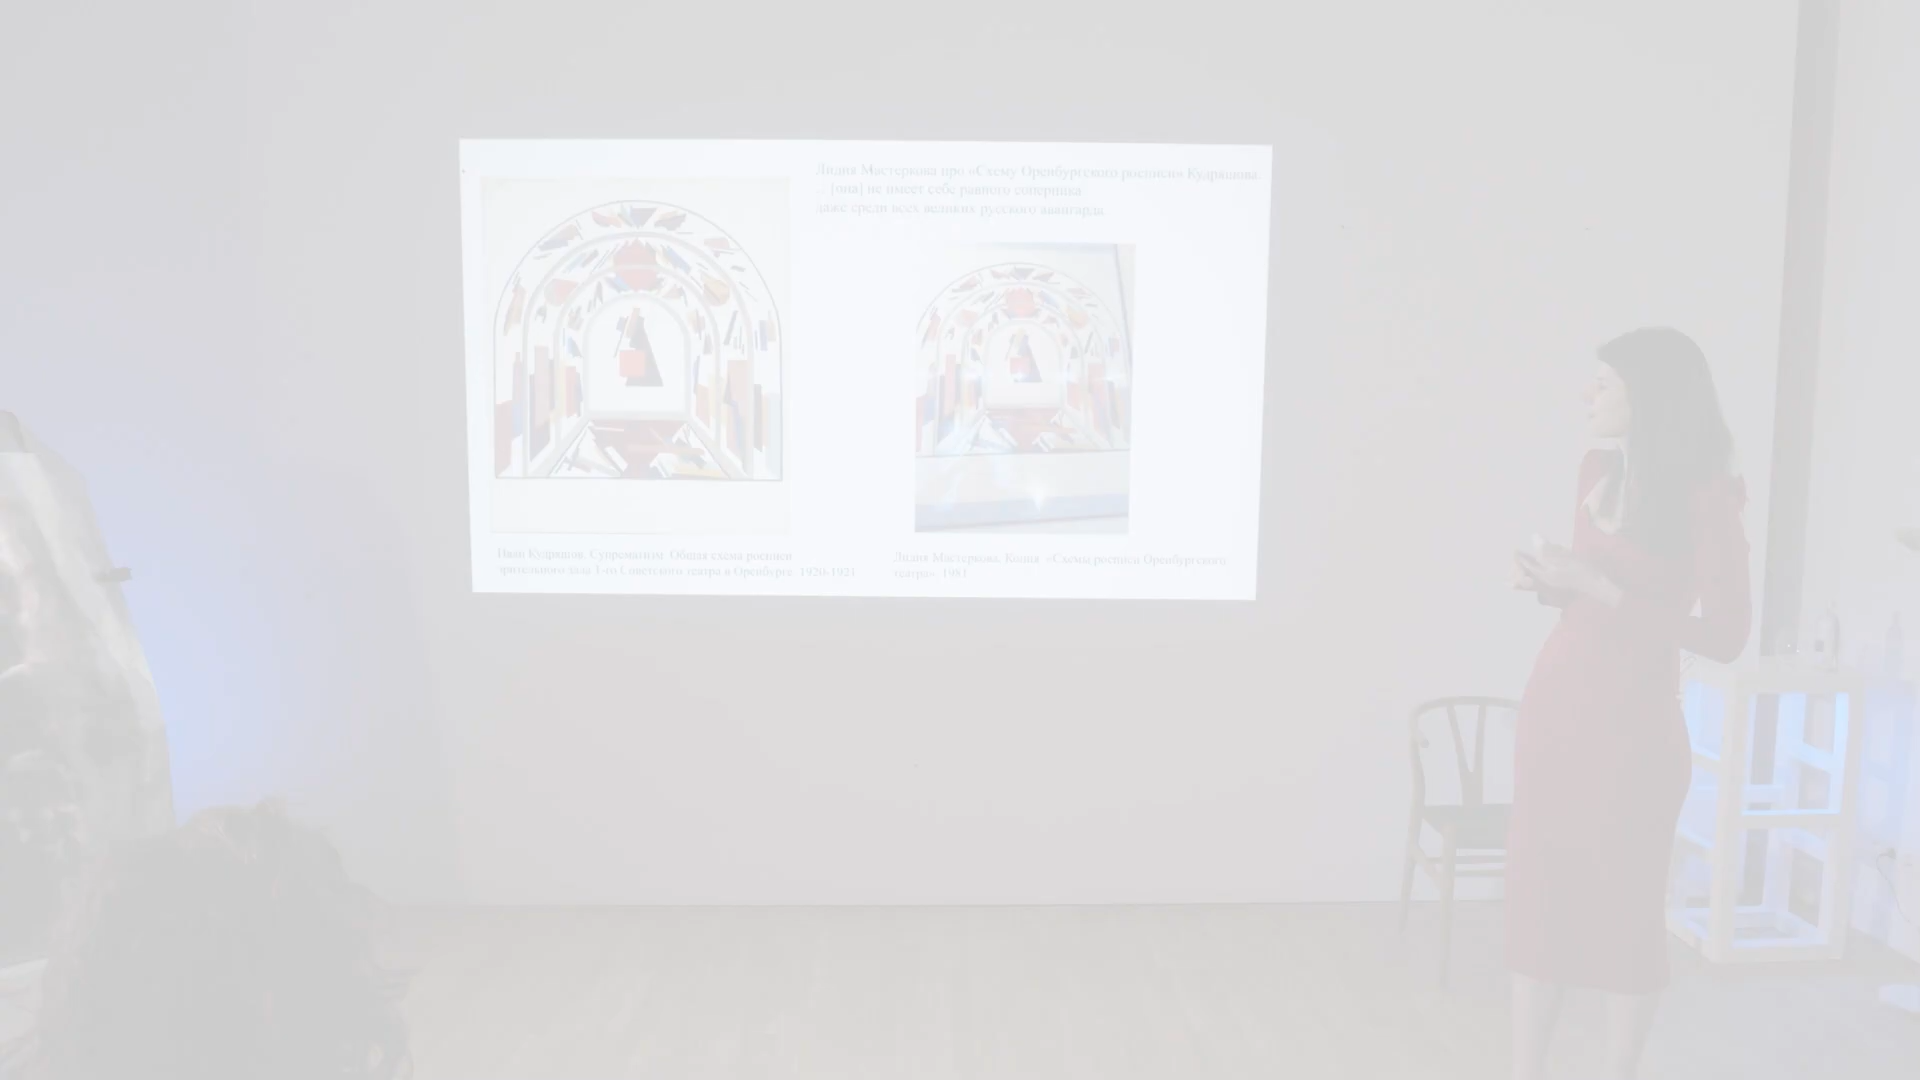 Лидия Мастеркова про «Схему Оренбургского росписи» Кудряшова:
... [она] не имеет себе равного соперника
даже среди всех великих русского авангарда
Иван Кудряшов. Супрематизм. Общая схема росписи
зрительного зала 1-го Советского театра в Оренбурге. 1920-1921
Лидия Мастеркова. Копия «Схемы росписи Оренбургского
театра». 1981